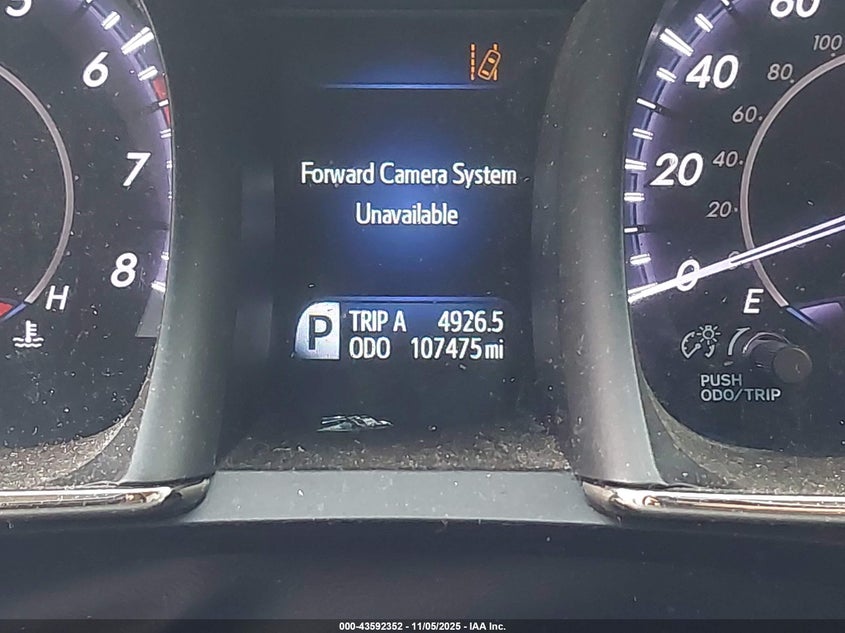 5
6
7
8
H
Forward Camera System
Unavailable
P
TRIP A 4926.5
ODO 107475 mi
60
40
20
0
100
80
60
40
20
E
PUSH
ODO/TRIP
000-43592352 - 11/05/2025 - IAA Inc.